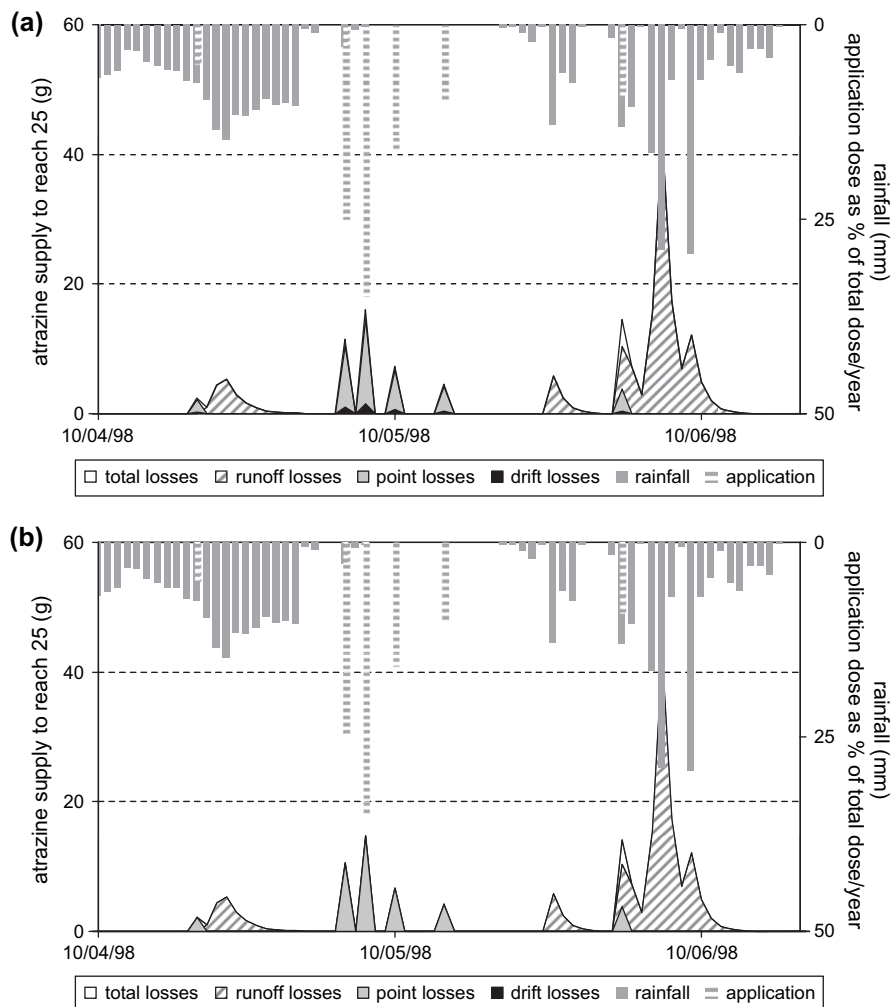 (a)
60
40
20
0
atrazine supply to reach 25 (g)
0
25
50
rainfall (mm)
application dose as % of total dose/year
10/04/98 10/05/98 10/06/98
total losses runoff losses point losses drift losses rainfall application
(b)
60
40
20
0
atrazine supply to reach 25 (g)
0
25
50
rainfall (mm)
application dose as % of total dose/year
10/04/98 10/05/98 10/06/98
total losses runoff losses point losses drift losses rainfall application